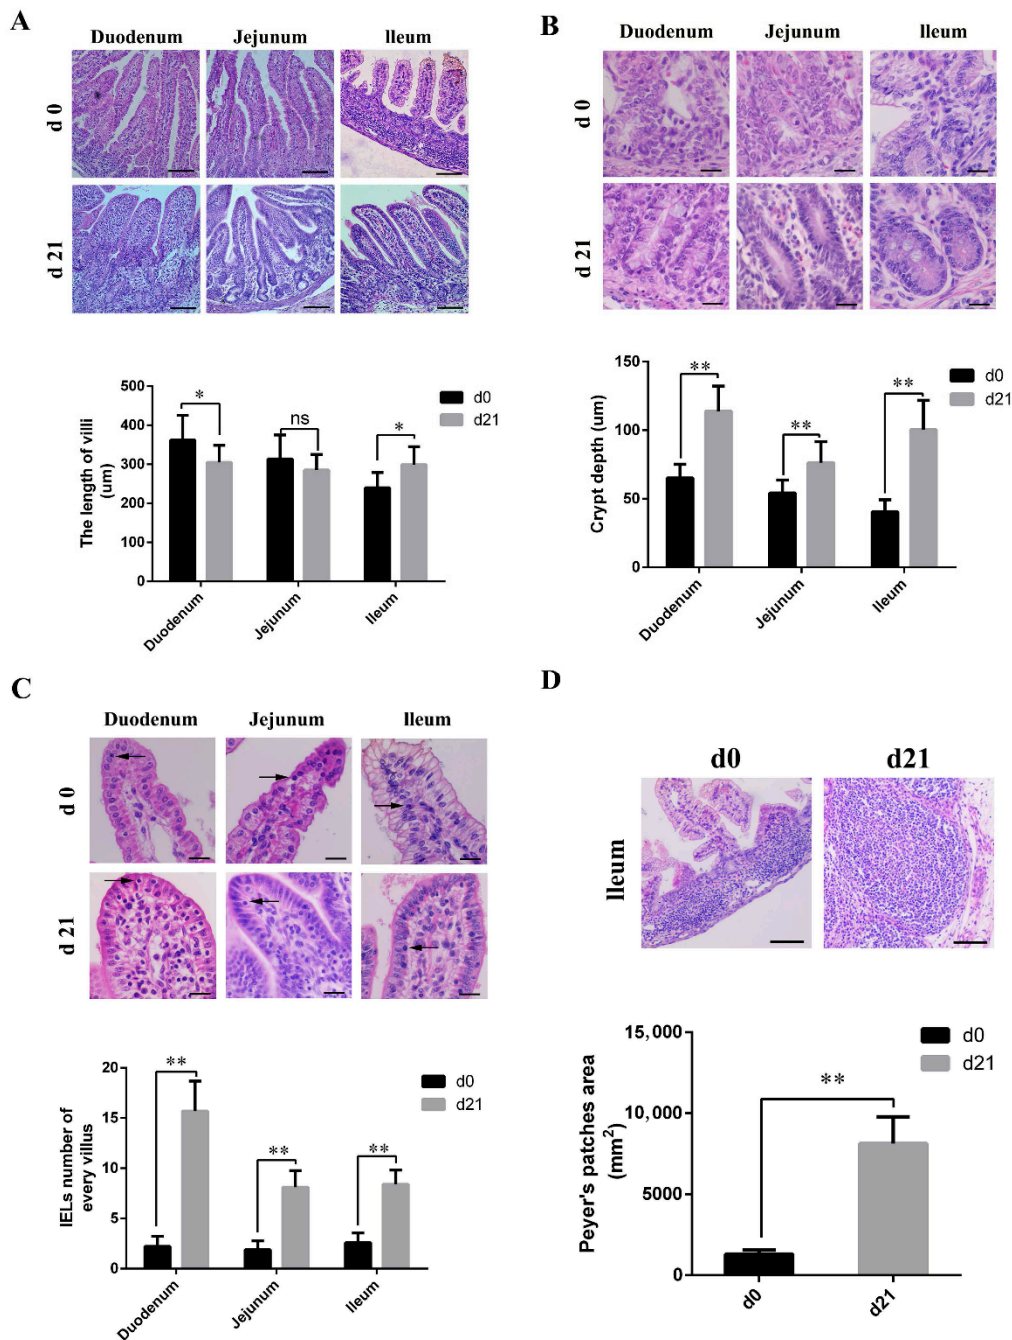 A
Duodenum Jejunum Ileum
d 0
d 21
The length of villi
(um)
500
400
300
200
100
0
* ns *
d0
d21
Duodenum Jejunum Ileum
B
Duodenum Jejunum Ileum
d 0
d 21
Crypt depth (um)
150
100
50
0
** ** **
d0
d21
Duodenum Jejunum Ileum
C
Duodenum Jejunum Ileum
d 0
d 21
IELs number of
every villus
20
15
10
5
0
** ** **
d0
d21
Duodenum Jejunum Ileum
D
d0 d21
Ileum
Peyer's patches area
(mm²)
15,000
10,000
5000
0
**
d0
d21
d0 d21